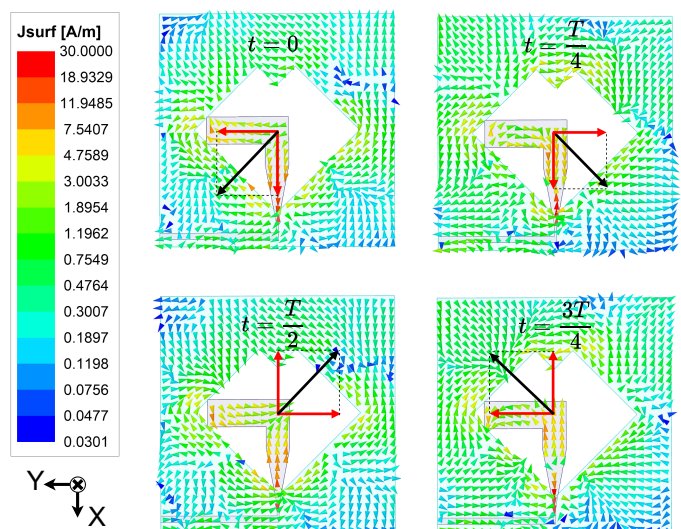 Jsurf [A/m]
30.0000
18.9329
11.9485
7.5407
4.7589
3.0033
1.8954
1.1962
0.7549
0.4764
0.3007
0.1897
0.1198
0.0756
0.0477
0.0301
Y
X
t = 0
t = T/4
t = T/2
t = 3T/4